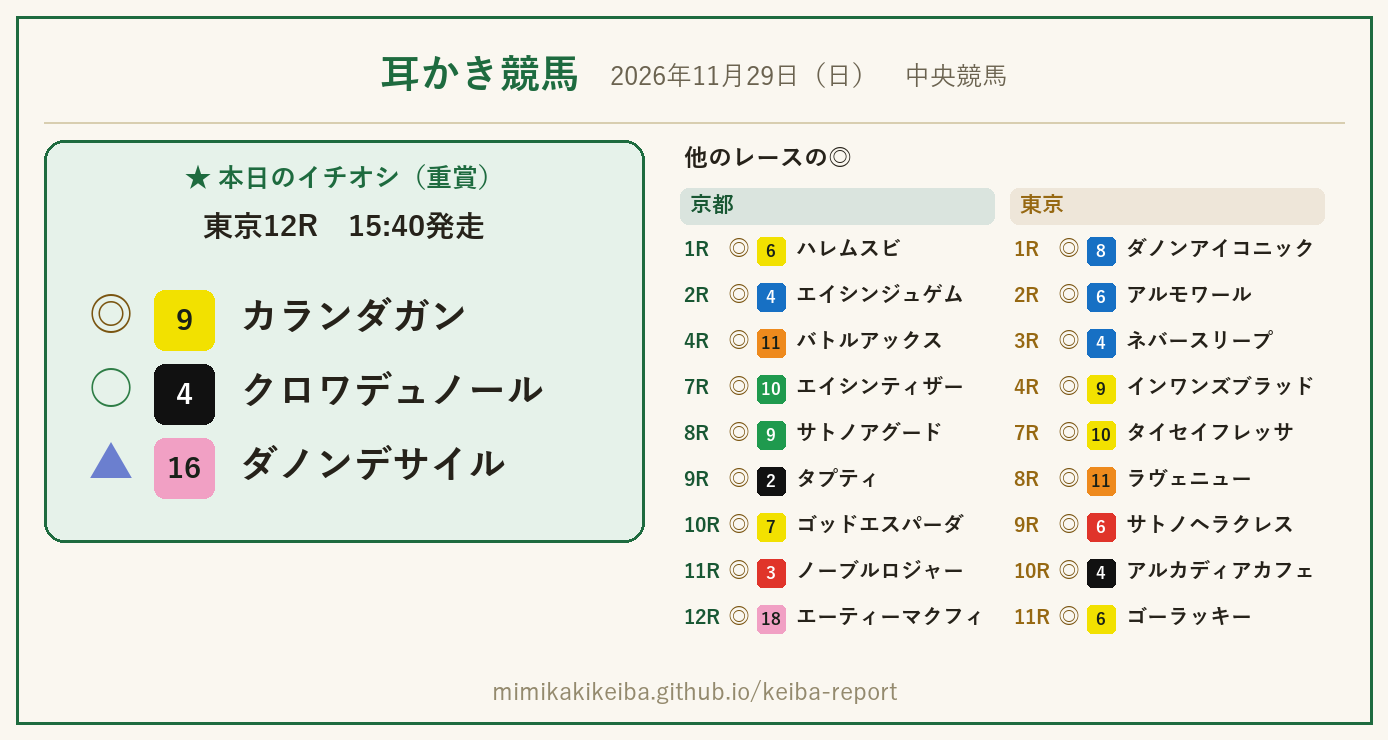 耳かき競馬 2026年11月29日（日） 中央競馬
★ 本日のイチオシ（重賞）
東京12R 15:40発走
◎ 9 カランダガン
○ 4 クロワデュノール
▲ 16 ダノンデサイル
他のレースの◎
京都
1R ◎ 6 ハレムスビ
2R ◎ 4 エイシンジュゲム
4R ◎ 11 バトルアックス
7R ◎ 10 エイシンティザー
8R ◎ 9 サトノアグード
9R ◎ 2 タプティ
10R ◎ 7 ゴッドエスパーダ
11R ◎ 3 ノーブルロジャー
12R ◎ 18 エーティーマクフィ
東京
1R ◎ 8 ダノンアイコニック
2R ◎ 6 アルモワール
3R ◎ 4 ネバースリープ
4R ◎ 9 インワンズブラッド
7R ◎ 10 タイセイフレッサ
8R ◎ 11 ラヴェニュー
9R ◎ 6 サトノヘラクレス
10R ◎ 4 アルカディアカフェ
11R ◎ 6 ゴーラッキー
mimikakikeiba.github.io/keiba-report